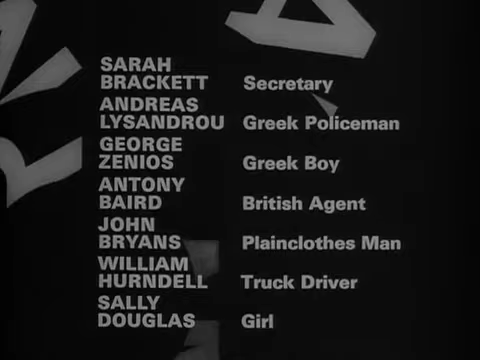 SARAH
BRACKETT Secretary
ANDREAS
LYSANDROU Greek Policeman
GEORGE
ZENIOS Greek Boy
ANTONY
BAIRD British Agent
JOHN
BRYANS Plainclothes Man
WILLIAM
HURNDELL Truck Driver
SALLY
DOUGLAS Girl